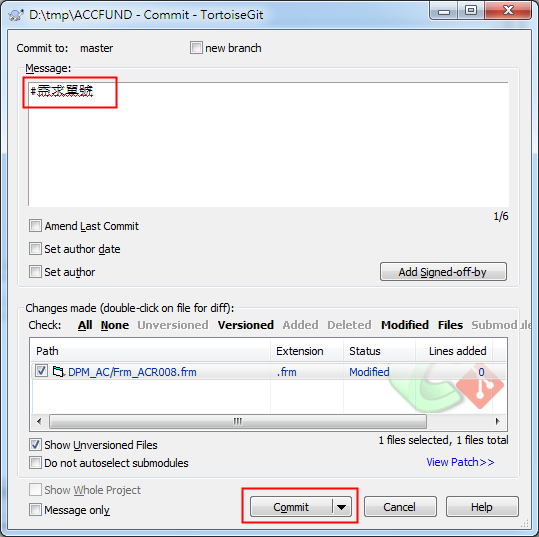 D:\tmp\ACCFUND - Commit - TortoiseGit
Commit to: master new branch
Message:
#需求單號
1/6
Amend Last Commit
Set author date
Set author
Add Signed-off-by
Changes made (double-click on file for diff):
Check: All None Unversioned Versioned Added Deleted Modified Files Submodule
Path Extension Status Lines added
DPM_AC/Frm_ACR008.frm .frm Modified 0
Show Unversioned Files 1 files selected, 1 files total
Do not autoselect submodules View Patch>>
Show Whole Project
Message only
Commit Cancel Help